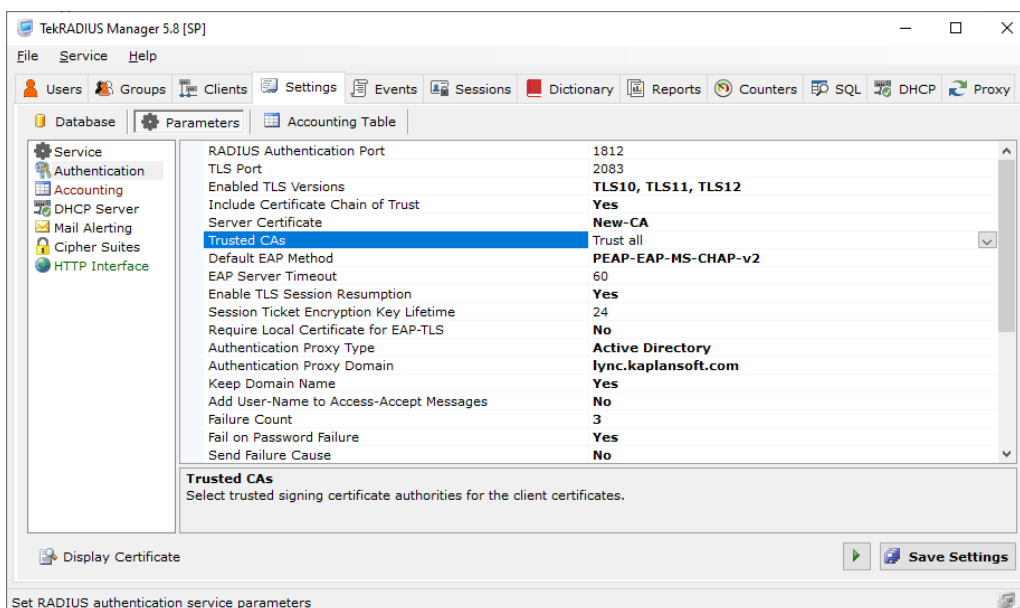 TekRADIUS Manager 5.8 [SP]
File Service Help
Users Groups Clients Settings Events Sessions Dictionary Reports Counters SQL DHCP Proxy
Database Parameters Accounting Table
Service
Authentication
Accounting
DHCP Server
Mail Alerting
Cipher Suites
HTTP Interface
RADIUS Authentication Port 1812
TLS Port 2083
Enabled TLS Versions TLS10, TLS11, TLS12
Include Certificate Chain of Trust Yes
Server Certificate New-CA
Trusted CAs Trust all
Default EAP Method PEAP-EAP-MS-CHAP-v2
EAP Server Timeout 60
Enable TLS Session Resumption Yes
Session Ticket Encryption Key Lifetime 24
Require Local Certificate for EAP-TLS No
Authentication Proxy Type Active Directory
Authentication Proxy Domain lync.kaplansoft.com
Keep Domain Name Yes
Add User-Name to Access-Accept Messages No
Failure Count 3
Fail on Password Failure Yes
Send Failure Cause No
Trusted CAs
Select trusted signing certificate authorities for the client certificates.
Display Certificate
Save Settings
Set RADIUS authentication service parameters